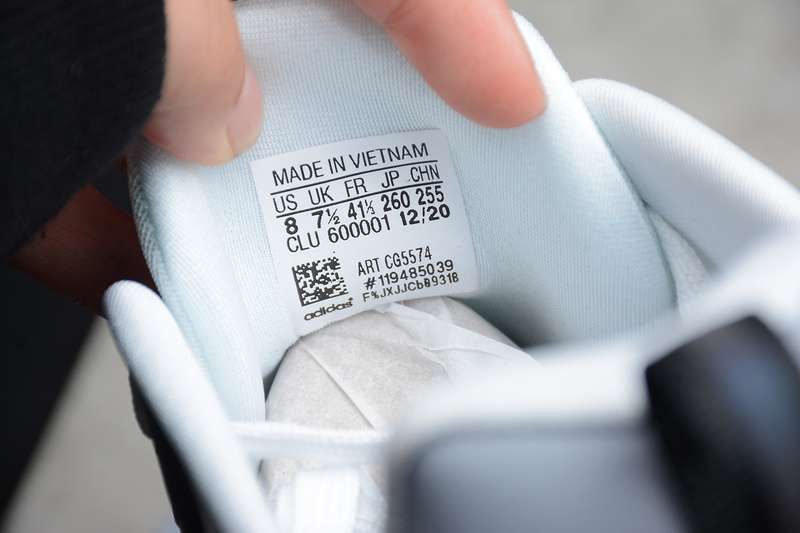 MADE IN VIETNAM
US UK FR JP CHN
8 7½ 41⅓ 260 255
CLU 600001 12/20
ART CG5574
#119485039
F%JXJJCb89318
adidas